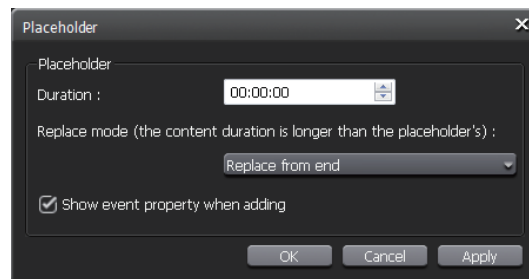 Placeholder
Placeholder
Duration :
00:00:00
Replace mode (the content duration is longer than the placeholder's) :
Replace from end
Show event property when adding
OK
Cancel
Apply